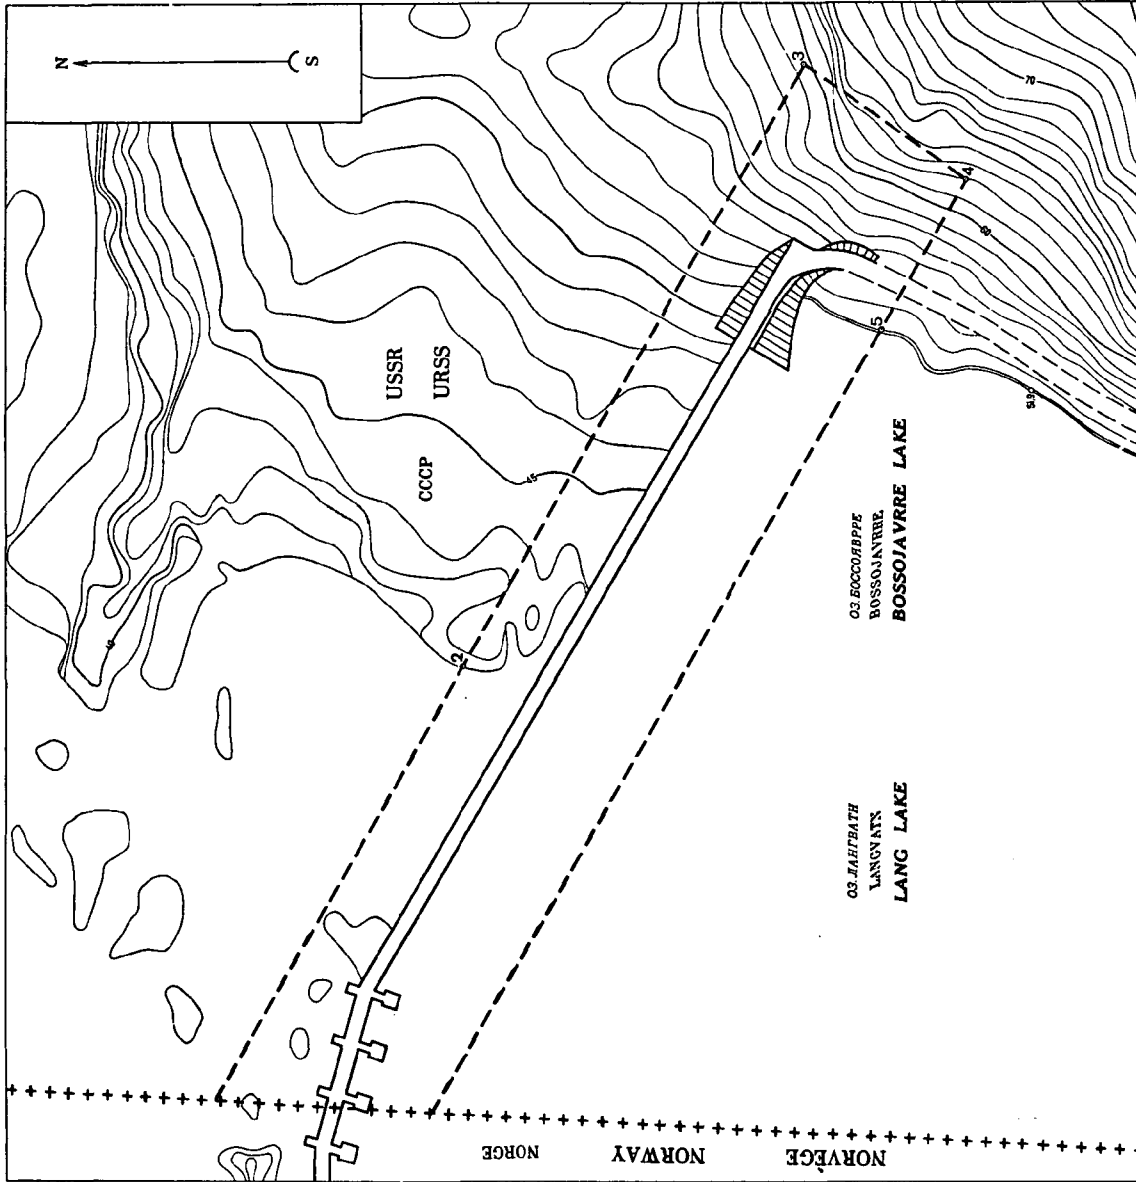 N
S
3
70
4
USSR
URSS
CCCP
45
2
5
ОЗ. БОССОЯВРРЕ
BOSSOJAVRRE
BOSSOJAVRRE LAKE
ОЗ. ЛАНГВАТН
LANG LAKE
NORGE
NORWAY
NORVÈGE